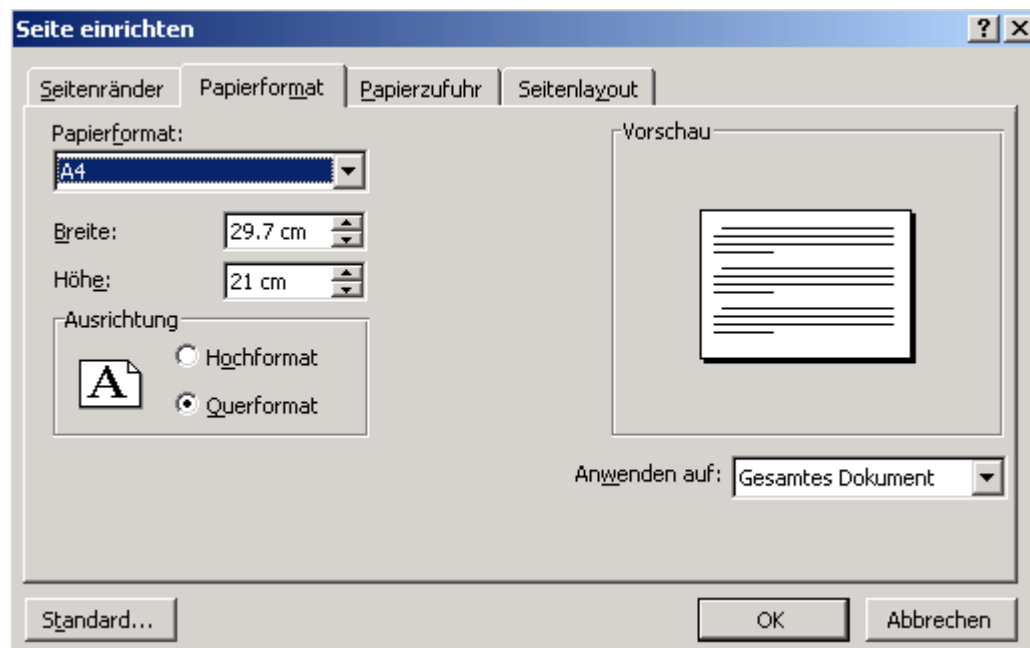 Seite einrichten
Seitenränder Papierformat Papierzufuhr Seitenlayout
Papierformat:
A4
Breite: 29.7 cm
Höhe: 21 cm
Ausrichtung
A
Hochformat
Querformat
Vorschau
Anwenden auf: Gesamtes Dokument
Standard... OK Abbrechen